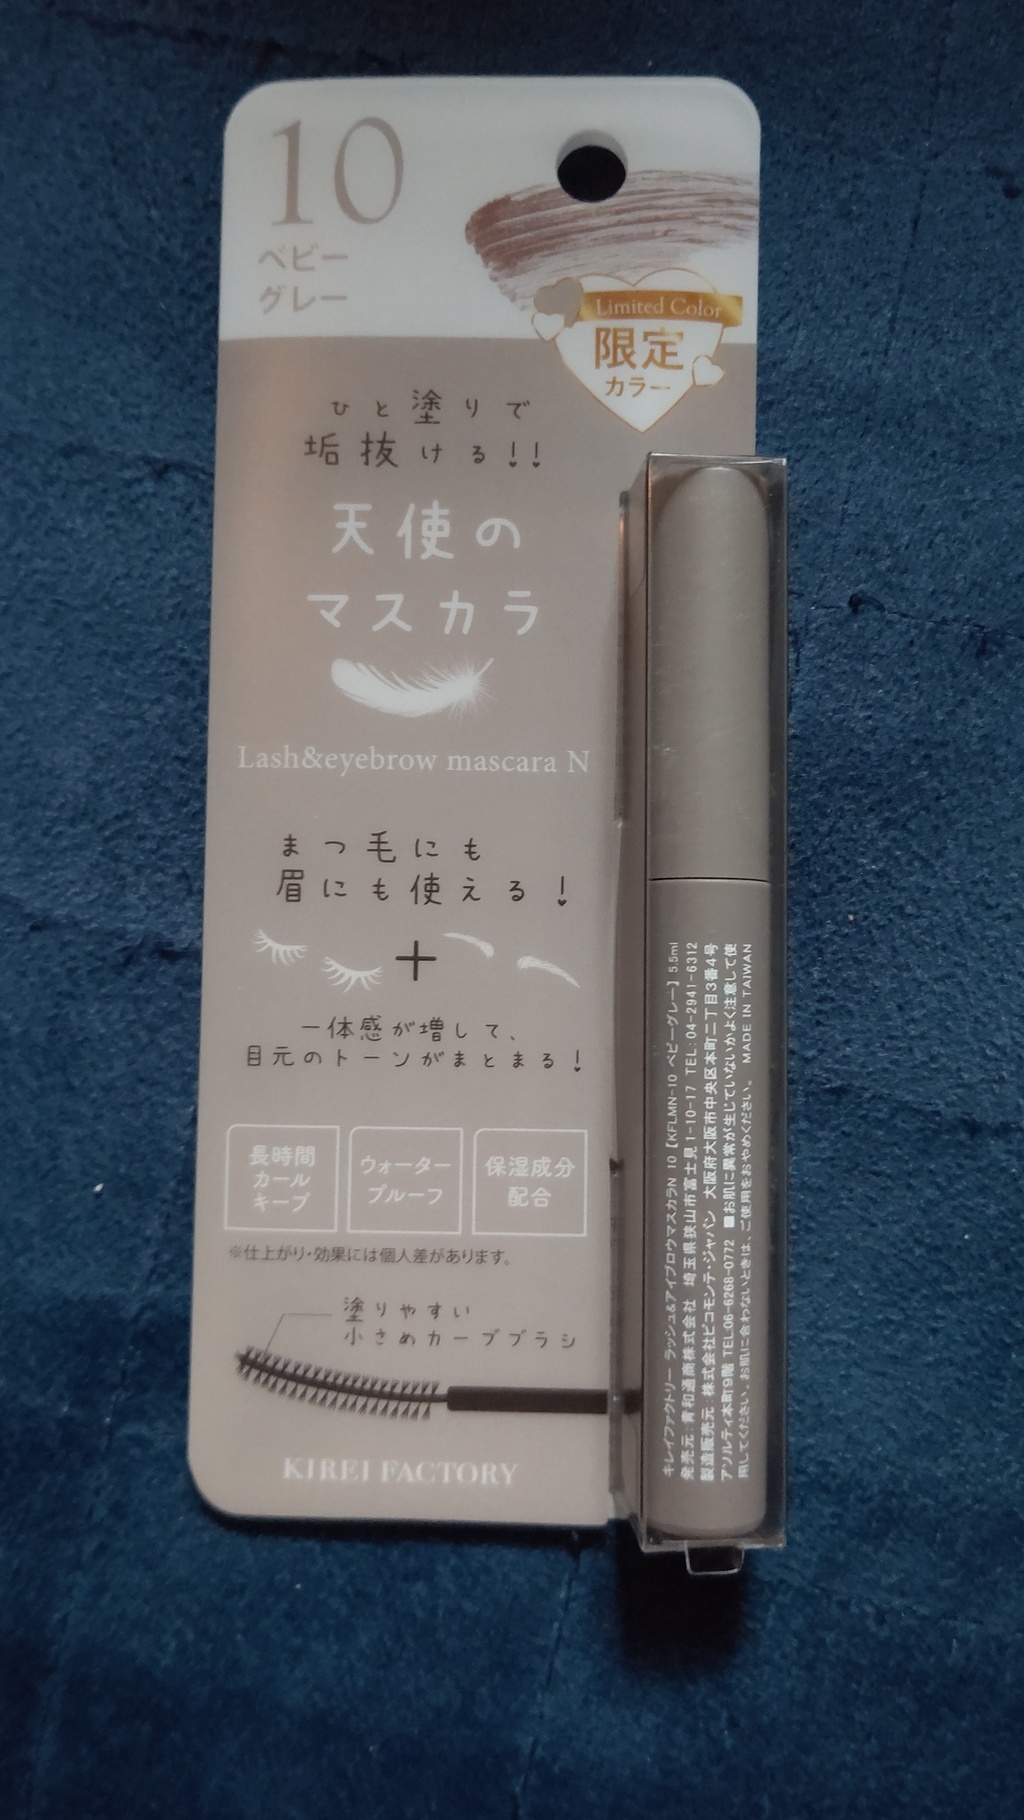 10
ベビー
グレー
Limited Color
限定
カラー
ひと塗りで
垢抜ける!!
天使の
マスカラ
Lash&eyebrow mascara N
まつ毛にも
眉にも使える!
+
一体感が増して、
目元のトーンがまとまる!
長時間
カール
キープ
ウォーター
プルーフ
保湿成分
配合
※仕上がり・効果には個人差があります。
塗りやすい
小さめカーブブラシ
KIREI FACTORY
キレイファクトリー ラッシュ&アイブロウマスカラN 10【KFLMN-10 ベビーグレー】5.5ml
発売元:青和通商株式会社 埼玉県狭山市富士見1-10-17 TEL:04-2941-6312
製造販売元:株式会社ピコモンテ・ジャパン 大阪府大阪市中央区本町二丁目3番4号
アソルティ本町9階 TEL:06-6268-0772 ■お肌に異常が生じていないかよく注意して使
用してください。お肌に合わないときは、ご使用をおやめください。 MADE IN TAIWAN